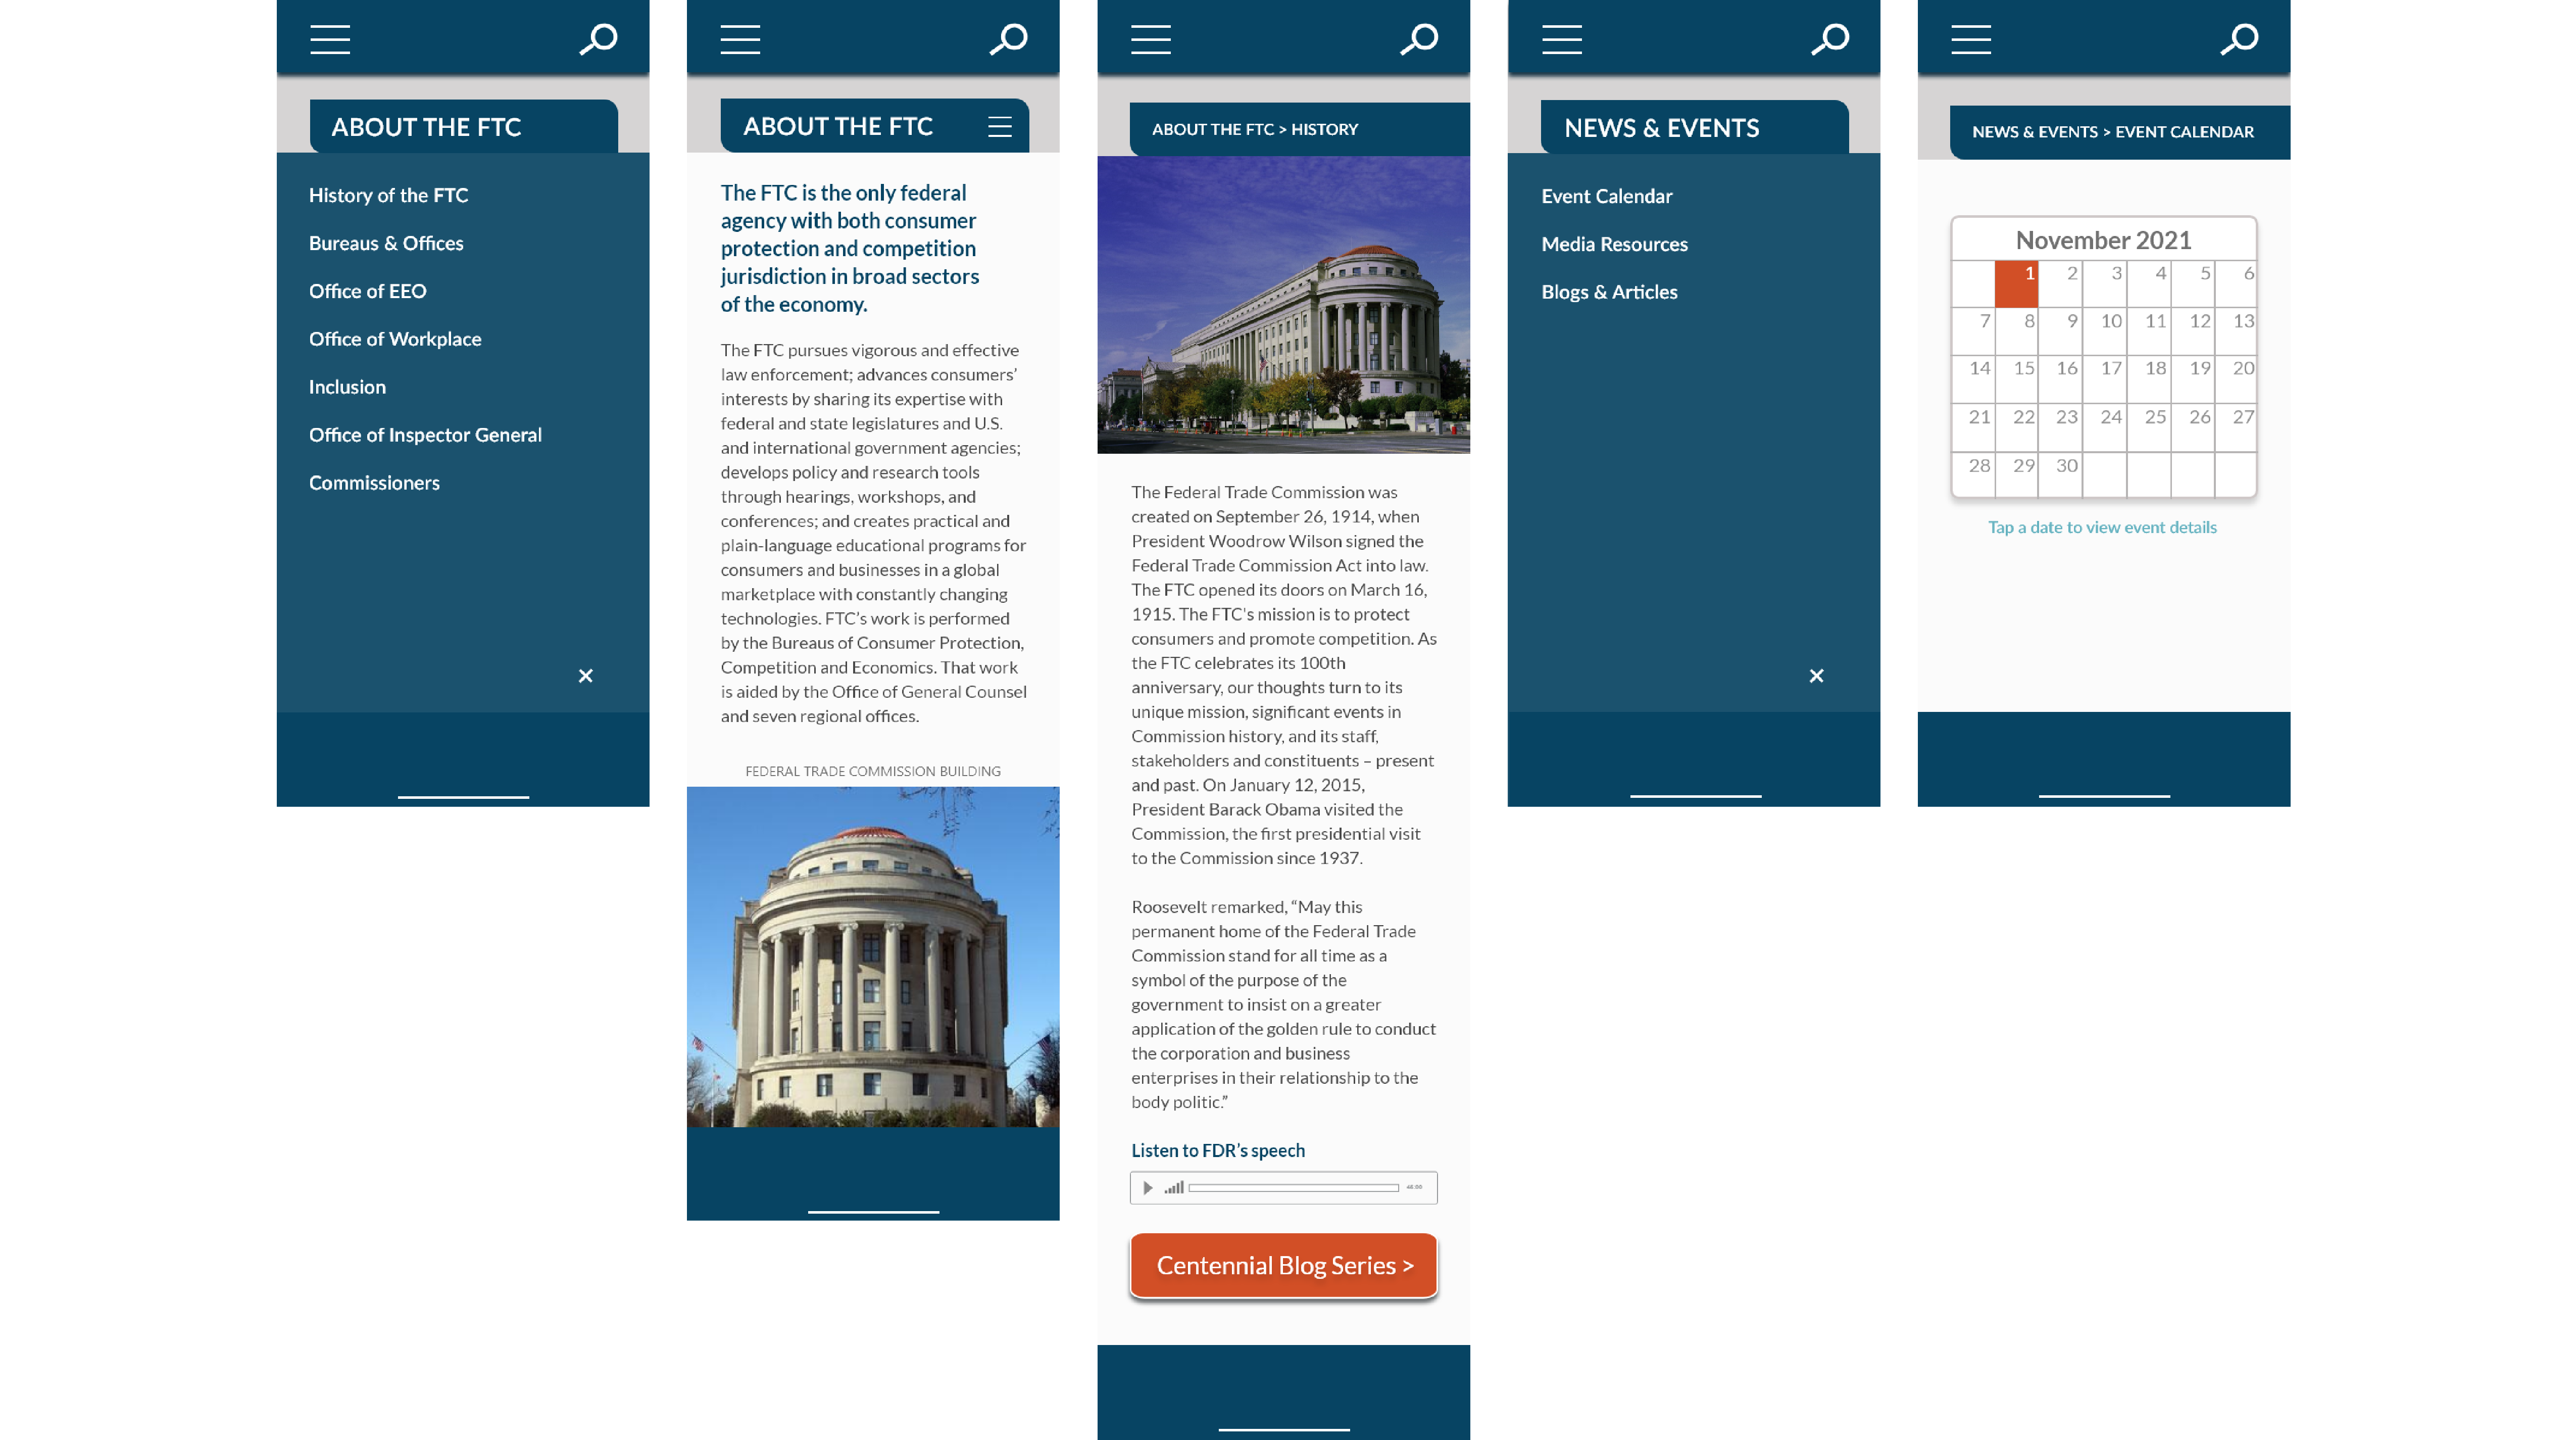 ABOUT THE FTC
History of the FTC
Bureaus & Offices
Office of EEO
Office of Workplace
Inclusion
Office of Inspector General
Commissioners
×
ABOUT THE FTC
The FTC is the only federal
agency with both consumer
protection and competition
jurisdiction in broad sectors
of the economy.
The FTC pursues vigorous and effective
law enforcement; advances consumers’
interests by sharing its expertise with
federal and state legislatures and U.S.
and international government agencies;
develops policy and research tools
through hearings, workshops, and
conferences; and creates practical and
plain-language educational programs for
consumers and businesses in a global
marketplace with constantly changing
technologies. FTC’s work is performed
by the Bureaus of Consumer Protection,
Competition and Economics. That work
is aided by the Office of General Counsel
and seven regional offices.
FEDERAL TRADE COMMISSION BUILDING
ABOUT THE FTC > HISTORY
The Federal Trade Commission was
created on September 26, 1914, when
President Woodrow Wilson signed the
Federal Trade Commission Act into law.
The FTC opened its doors on March 16,
1915. The FTC's mission is to protect
consumers and promote competition. As
the FTC celebrates its 100th
anniversary, our thoughts turn to its
unique mission, significant events in
Commission history, and its staff,
stakeholders and constituents – present
and past. On January 12, 2015,
President Barack Obama visited the
Commission, the first presidential visit
to the Commission since 1937.
Roosevelt remarked, “May this
permanent home of the Federal Trade
Commission stand for all time as a
symbol of the purpose of the
government to insist on a greater
application of the golden rule to conduct
the corporation and business
enterprises in their relationship to the
body politic.”
Listen to FDR’s speech
Centennial Blog Series >
NEWS & EVENTS
Event Calendar
Media Resources
Blogs & Articles
×
NEWS & EVENTS > EVENT CALENDAR
November 2021
1 2 3 4 5 6
7 8 9 10 11 12 13
14 15 16 17 18 19 20
21 22 23 24 25 26 27
28 29 30
Tap a date to view event details